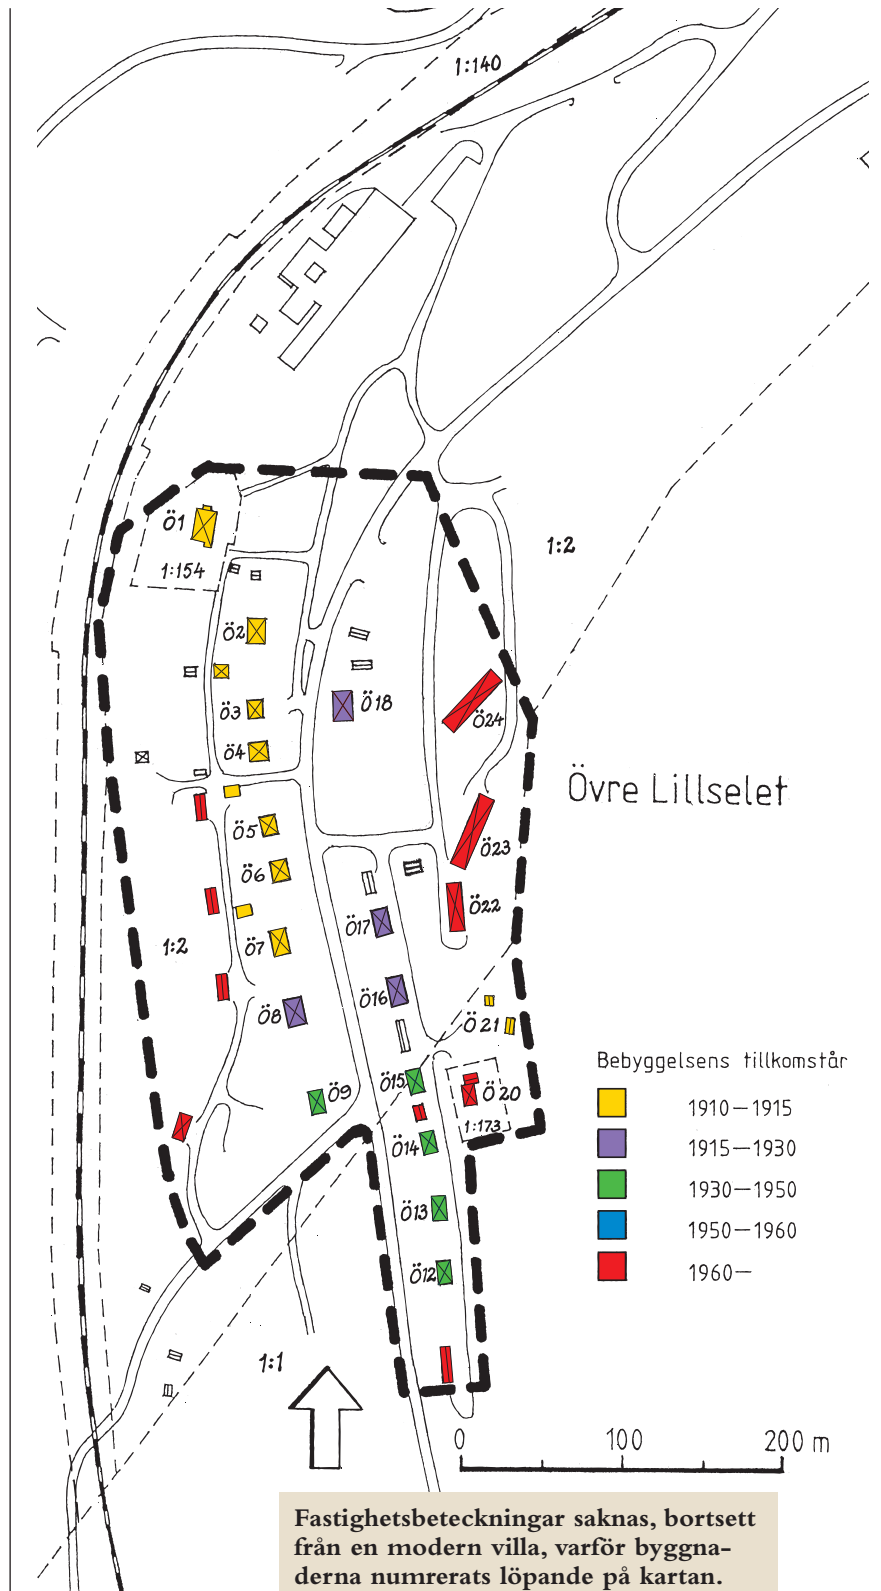 1:140
Ö1
1:154
1:2
Ö2
Ö3
Ö18
Ö24
Ö4
Övre Lillselet
Ö5
Ö23
Ö6
Ö22
Ö17
1:2
Ö7
Ö16
Ö8
Ö21
Bebyggelsens tillkomstår
Ö15
Ö9
Ö20
1910–1915
1:173
Ö14
1915–1930
1930–1950
Ö13
1950–1960
Ö12
1960–
1:1
0 100 200 m
Fastighetsbeteckningar saknas, bortsett
från en modern villa, varför byggna-
derna numrerats löpande på kartan.